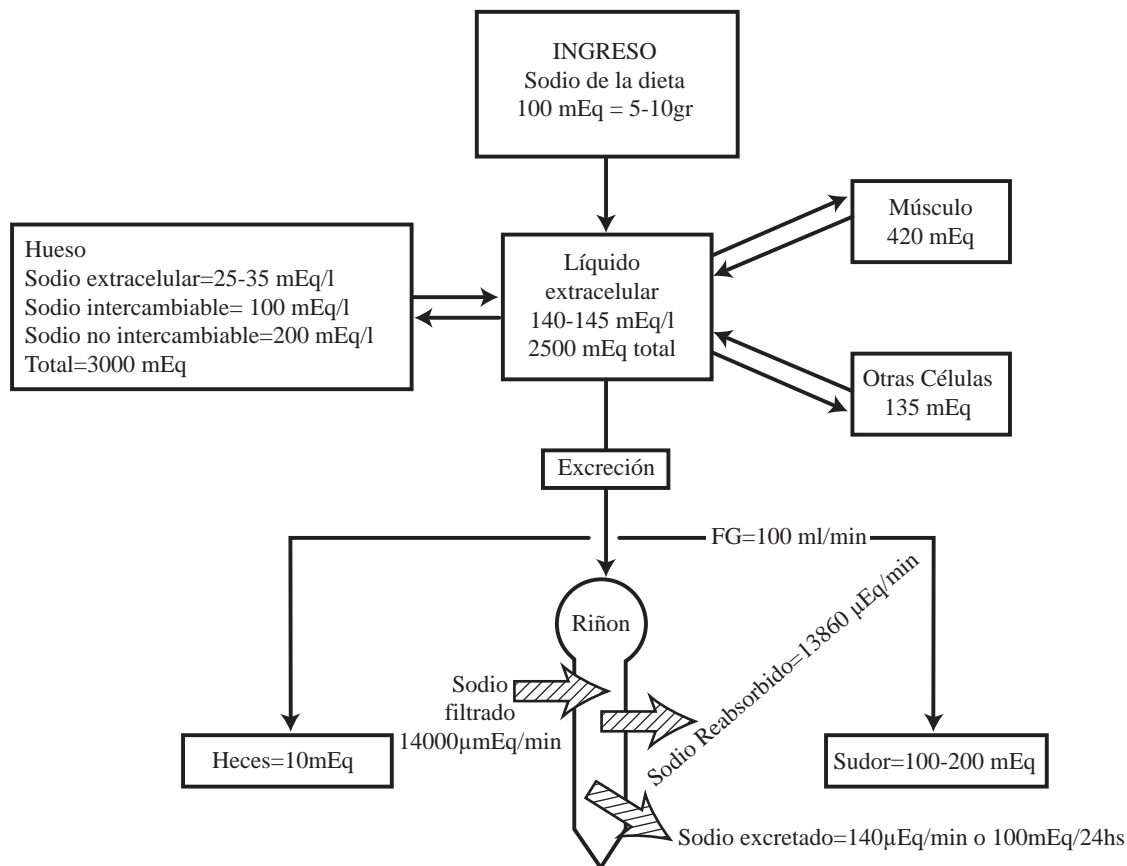 INGRESO
Sodio de la dieta
100 mEq = 5-10gr
Músculo
420 mEq
Hueso
Sodio extracelular=25-35 mEq/l
Sodio intercambiable= 100 mEq/l
Sodio no intercambiable=200 mEq/l
Total=3000 mEq
Líquido
extracelular
140-145 mEq/l
2500 mEq total
Otras Células
135 mEq
Excreción
FG=100 ml/min
Riñon
Sodio
filtrado
14000µmEq/min
Sodio Reabsorbido=13860 µEq/min
Heces=10mEq
Sudor=100-200 mEq
Sodio excretado=140µEq/min o 100mEq/24hs